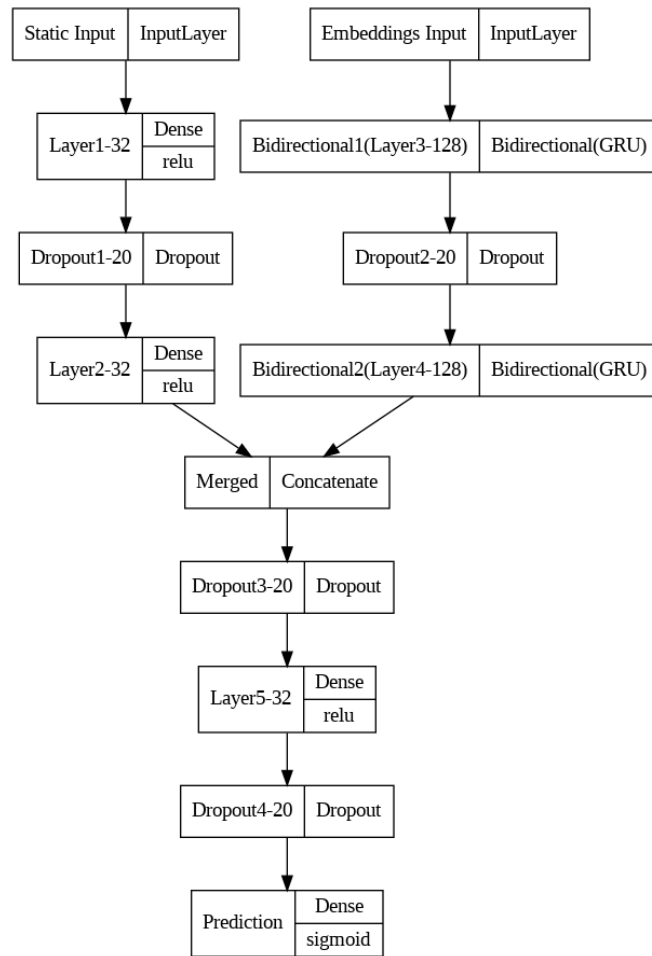 Static Input InputLayer
Embeddings Input InputLayer
Layer1-32 Dense
relu
Bidirectional1(Layer3-128) Bidirectional(GRU)
Dropout1-20 Dropout
Dropout2-20 Dropout
Layer2-32 Dense
relu
Bidirectional2(Layer4-128) Bidirectional(GRU)
Merged Concatenate
Dropout3-20 Dropout
Layer5-32 Dense
relu
Dropout4-20 Dropout
Prediction Dense
sigmoid